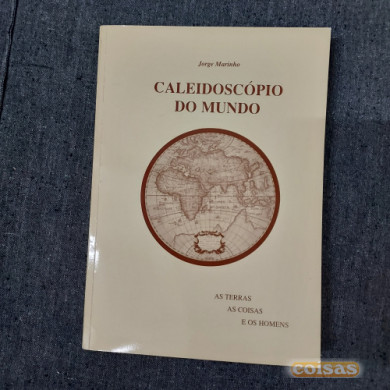 Jorge Marinho
CALEIDOSCÓPIO
DO MUNDO
AS TERRAS
AS COISAS
E OS HOMENS
coisas